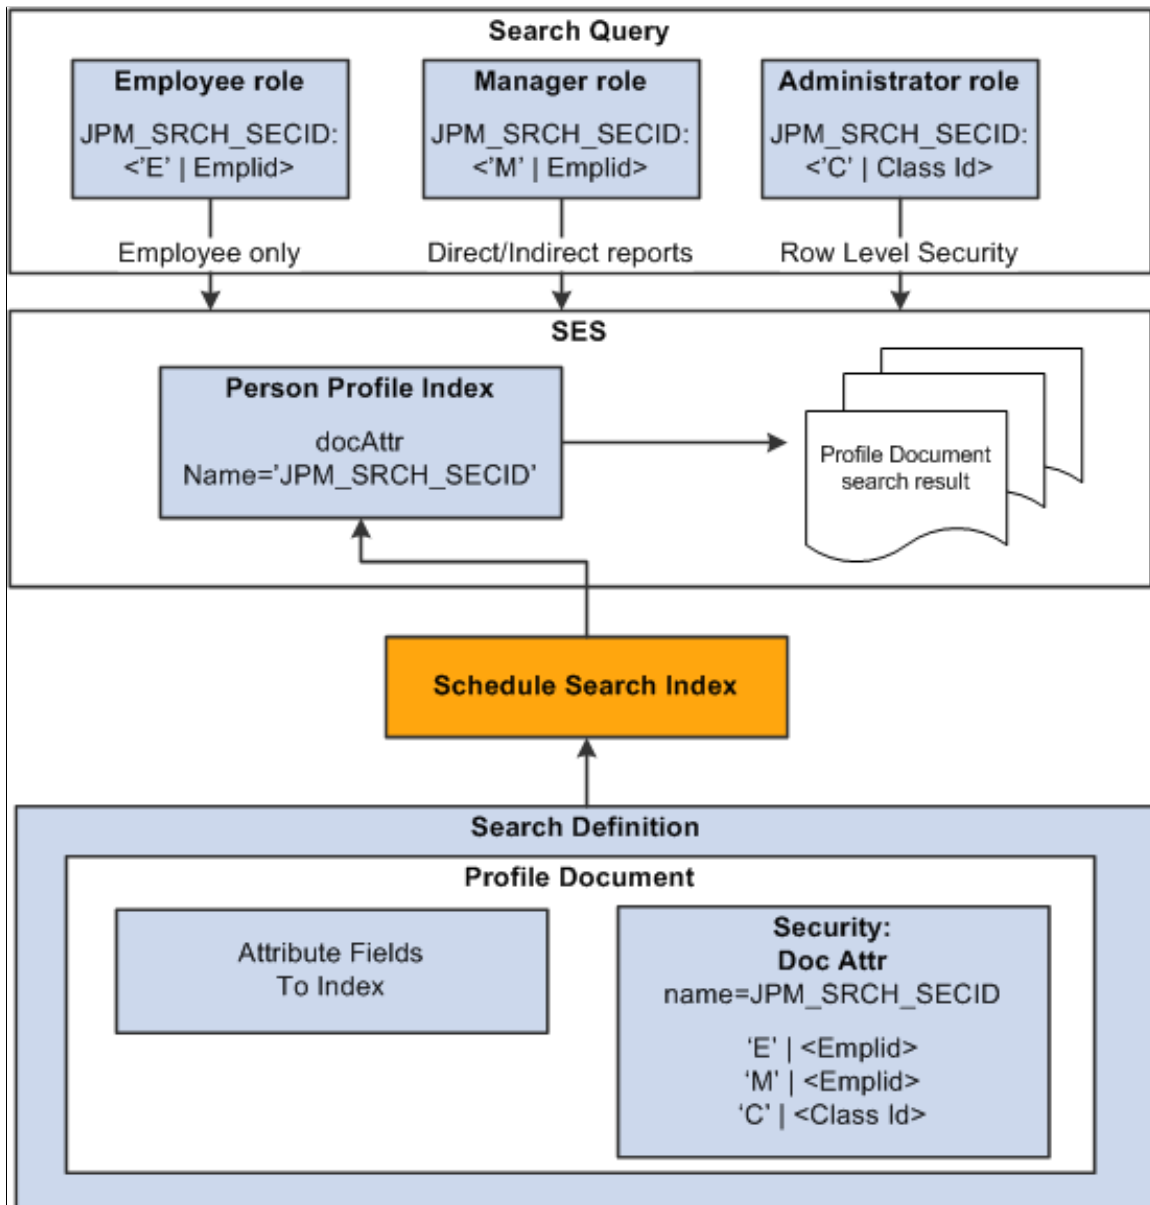 Search Query
Employee role
JPM_SRCH_SECID:
<’E’ | Emplid>
Manager role
JPM_SRCH_SECID:
<’M’ | Emplid>
Administrator role
JPM_SRCH_SECID:
<’C’ | Class Id>
Employee only
Direct/Indirect reports
Row Level Security
SES
Person Profile Index
docAttr
Name=’JPM_SRCH_SECID’
Profile Document
search result
Schedule Search Index
Search Definition
Profile Document
Attribute Fields
To Index
Security:
Doc Attr
name=JPM_SRCH_SECID
‘E’ | <Emplid>
‘M’ | <Emplid>
‘C’ | <Class Id>